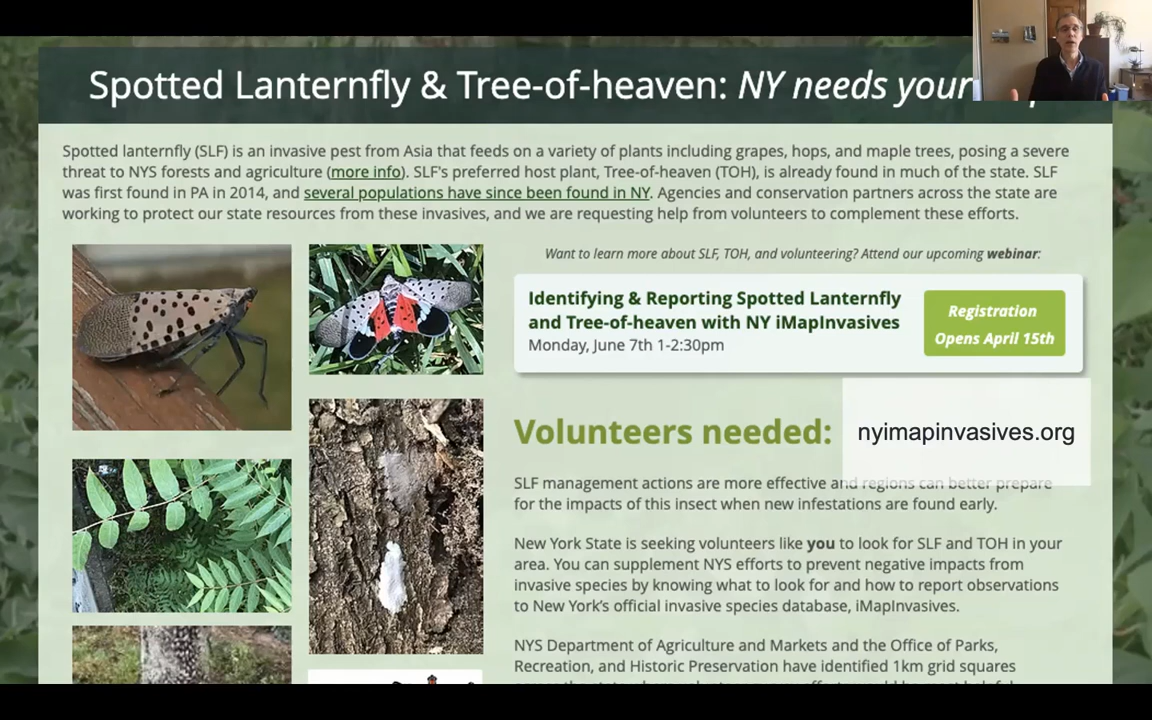 Spotted Lanternfly & Tree-of-heaven: NY needs your
Spotted lanternfly (SLF) is an invasive pest from Asia that feeds on a variety of plants including grapes, hops, and maple trees, posing a severe
threat to NYS forests and agriculture (more info). SLF's preferred host plant, Tree-of-heaven (TOH), is already found in much of the state. SLF
was first found in PA in 2014, and several populations have since been found in NY. Agencies and conservation partners across the state are
working to protect our state resources from these invasives, and we are requesting help from volunteers to complement these efforts.
Want to learn more about SLF, TOH, and volunteering? Attend our upcoming webinar:
Identifying & Reporting Spotted Lanternfly
and Tree-of-heaven with NY iMapInvasives
Monday, June 7th 1-2:30pm
Registration
Opens April 15th
Volunteers needed:
nyimapinvasives.org
SLF management actions are more effective and regions can better prepare
for the impacts of this insect when new infestations are found early.
New York State is seeking volunteers like you to look for SLF and TOH in your
area. You can supplement NYS efforts to prevent negative impacts from
invasive species by knowing what to look for and how to report observations
to New York's official invasive species database, iMapInvasives.
NYS Department of Agriculture and Markets and the Office of Parks,
Recreation, and Historic Preservation have identified 1km grid squares